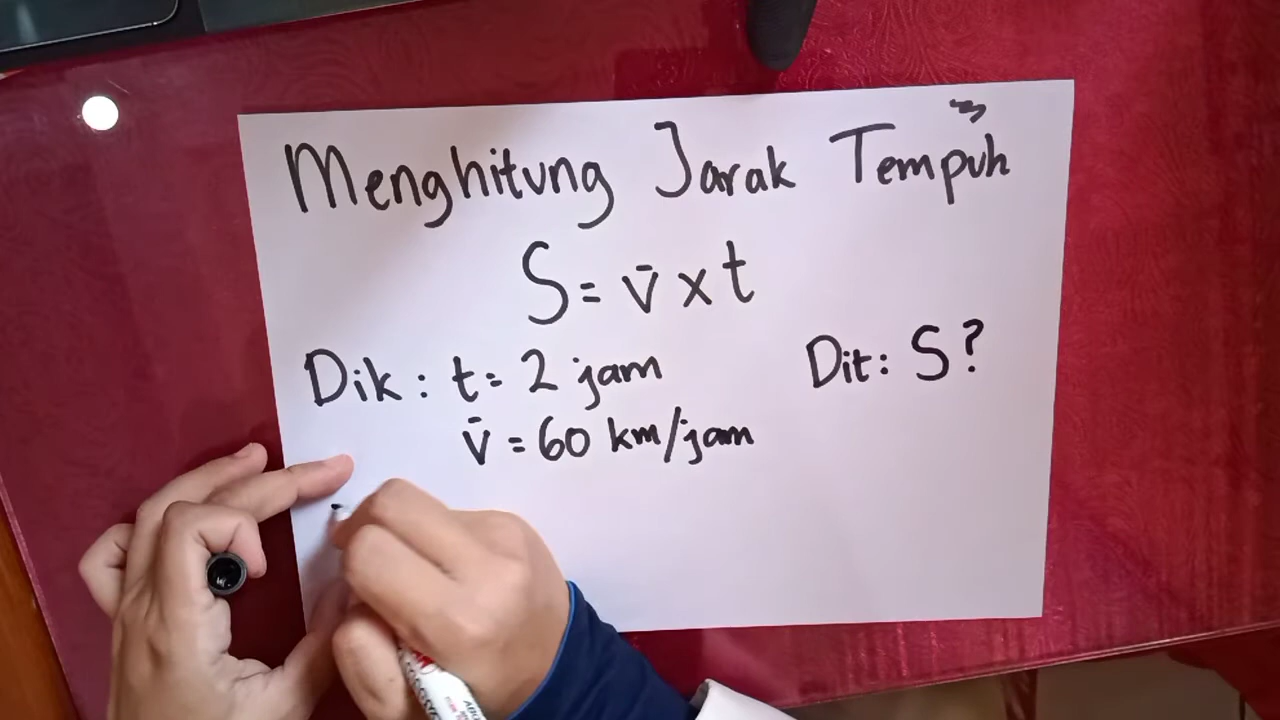 Menghitung Jarak Tempuh
S = v̄ x t
Dik : t = 2 jam
v̄ = 60 km/jam
Dit : S ?